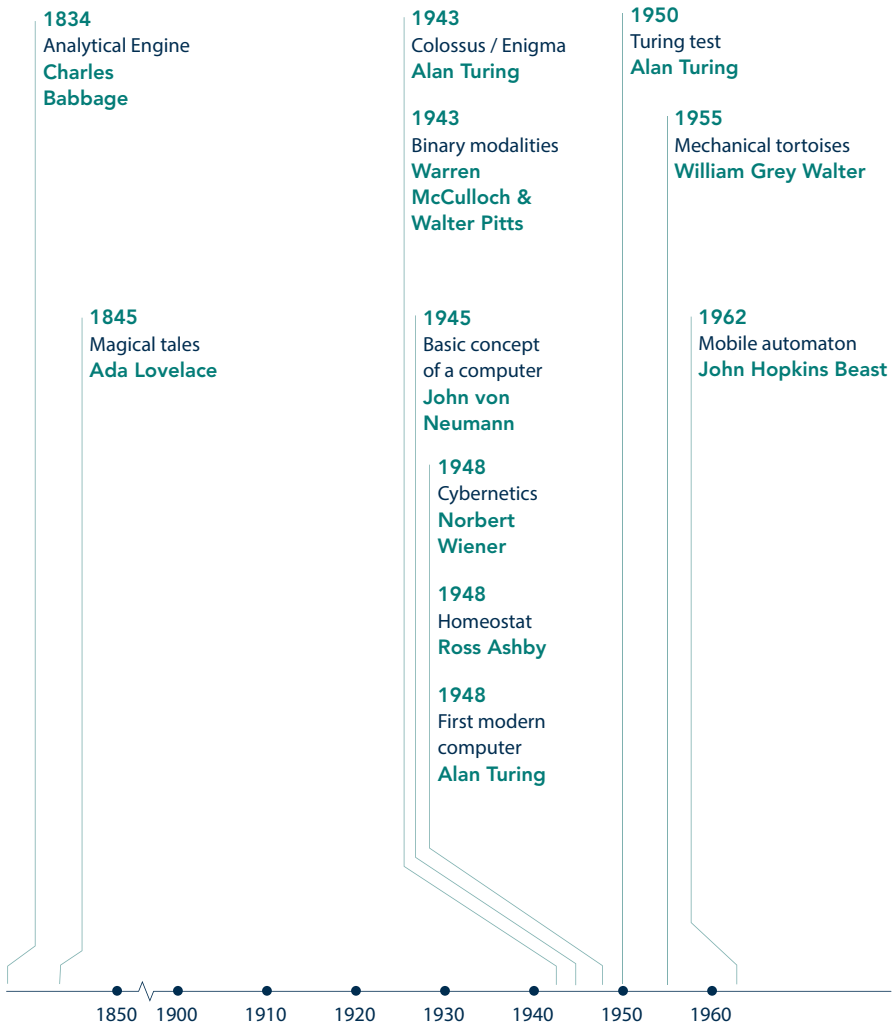 1834
Analytical Engine
Charles
Babbage
1845
Magical tales
Ada Lovelace
1943
Colossus / Enigma
Alan Turing
1943
Binary modalities
Warren
McCulloch &
Walter Pitts
1945
Basic concept
of a computer
John von
Neumann
1948
Cybernetics
Norbert
Wiener
1948
Homeostat
Ross Ashby
1948
First modern
computer
Alan Turing
1950
Turing test
Alan Turing
1955
Mechanical tortoises
William Grey Walter
1962
Mobile automaton
John Hopkins Beast
1850 1900 1910 1920 1930 1940 1950 1960